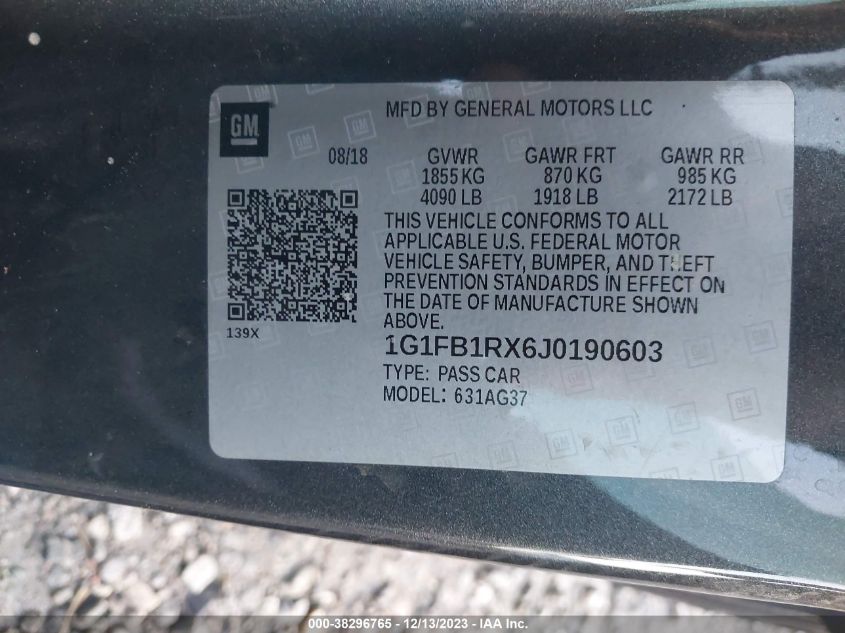 GM
MFD BY GENERAL MOTORS LLC
08/18 GVWR GAWR FRT GAWR RR
1855 KG 870 KG 985 KG
4090 LB 1918 LB 2172 LB
THIS VEHICLE CONFORMS TO ALL
APPLICABLE U.S. FEDERAL MOTOR
VEHICLE SAFETY, BUMPER, AND THEFT
PREVENTION STANDARDS IN EFFECT ON
THE DATE OF MANUFACTURE SHOWN
ABOVE.
139X
1G1FB1RX6J0190603
TYPE: PASS CAR
MODEL: 631AG37
000-38296765 - 12/13/2023 - IAA Inc.